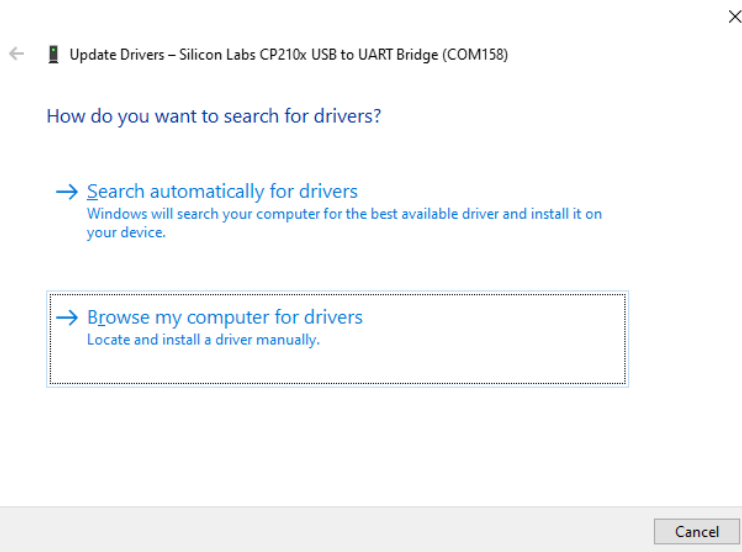 Update Drivers – Silicon Labs CP210x USB to UART Bridge (COM158)
How do you want to search for drivers?
Search automatically for drivers
Windows will search your computer for the best available driver and install it on
your device.
Browse my computer for drivers
Locate and install a driver manually.
Cancel